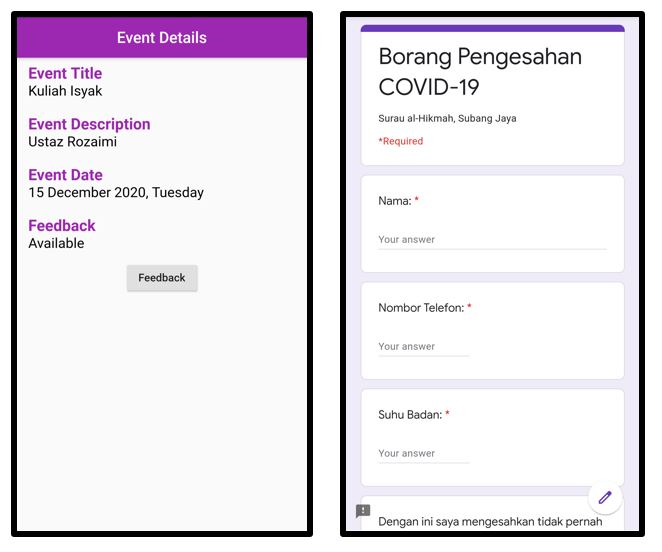 Event Details
Event Title
Kuliah Isyak
Event Description
Ustaz Rozaimi
Event Date
15 December 2020, Tuesday
Feedback
Available
Feedback
Borang Pengesahan
COVID-19
Surau al-Hikmah, Subang Jaya
*Required
Nama: *
Your answer
Nombor Telefon: *
Your answer
Suhu Badan: *
Your answer
Dengan ini saya mengesahkan tidak pernah